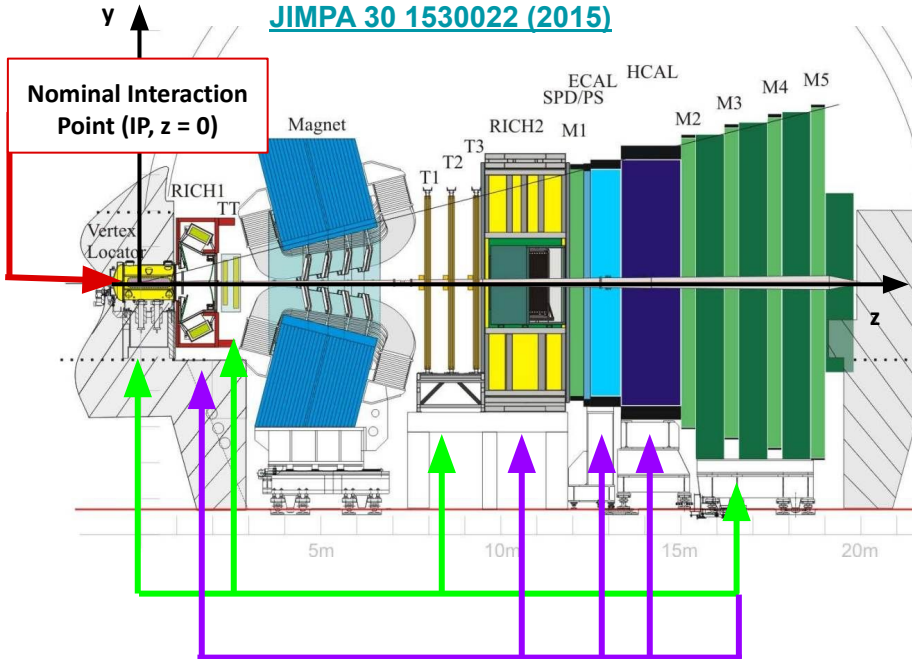 JIMPA 30 1530022 (2015)
y
Nominal Interaction
Point (IP, z = 0)
Magnet
RICH1
TT
Vertex
Locator
T1
T2
T3
RICH2
SPD/PS
ECAL
HCAL
M1
M2
M3
M4
M5
z
5m
10m
15m
20m